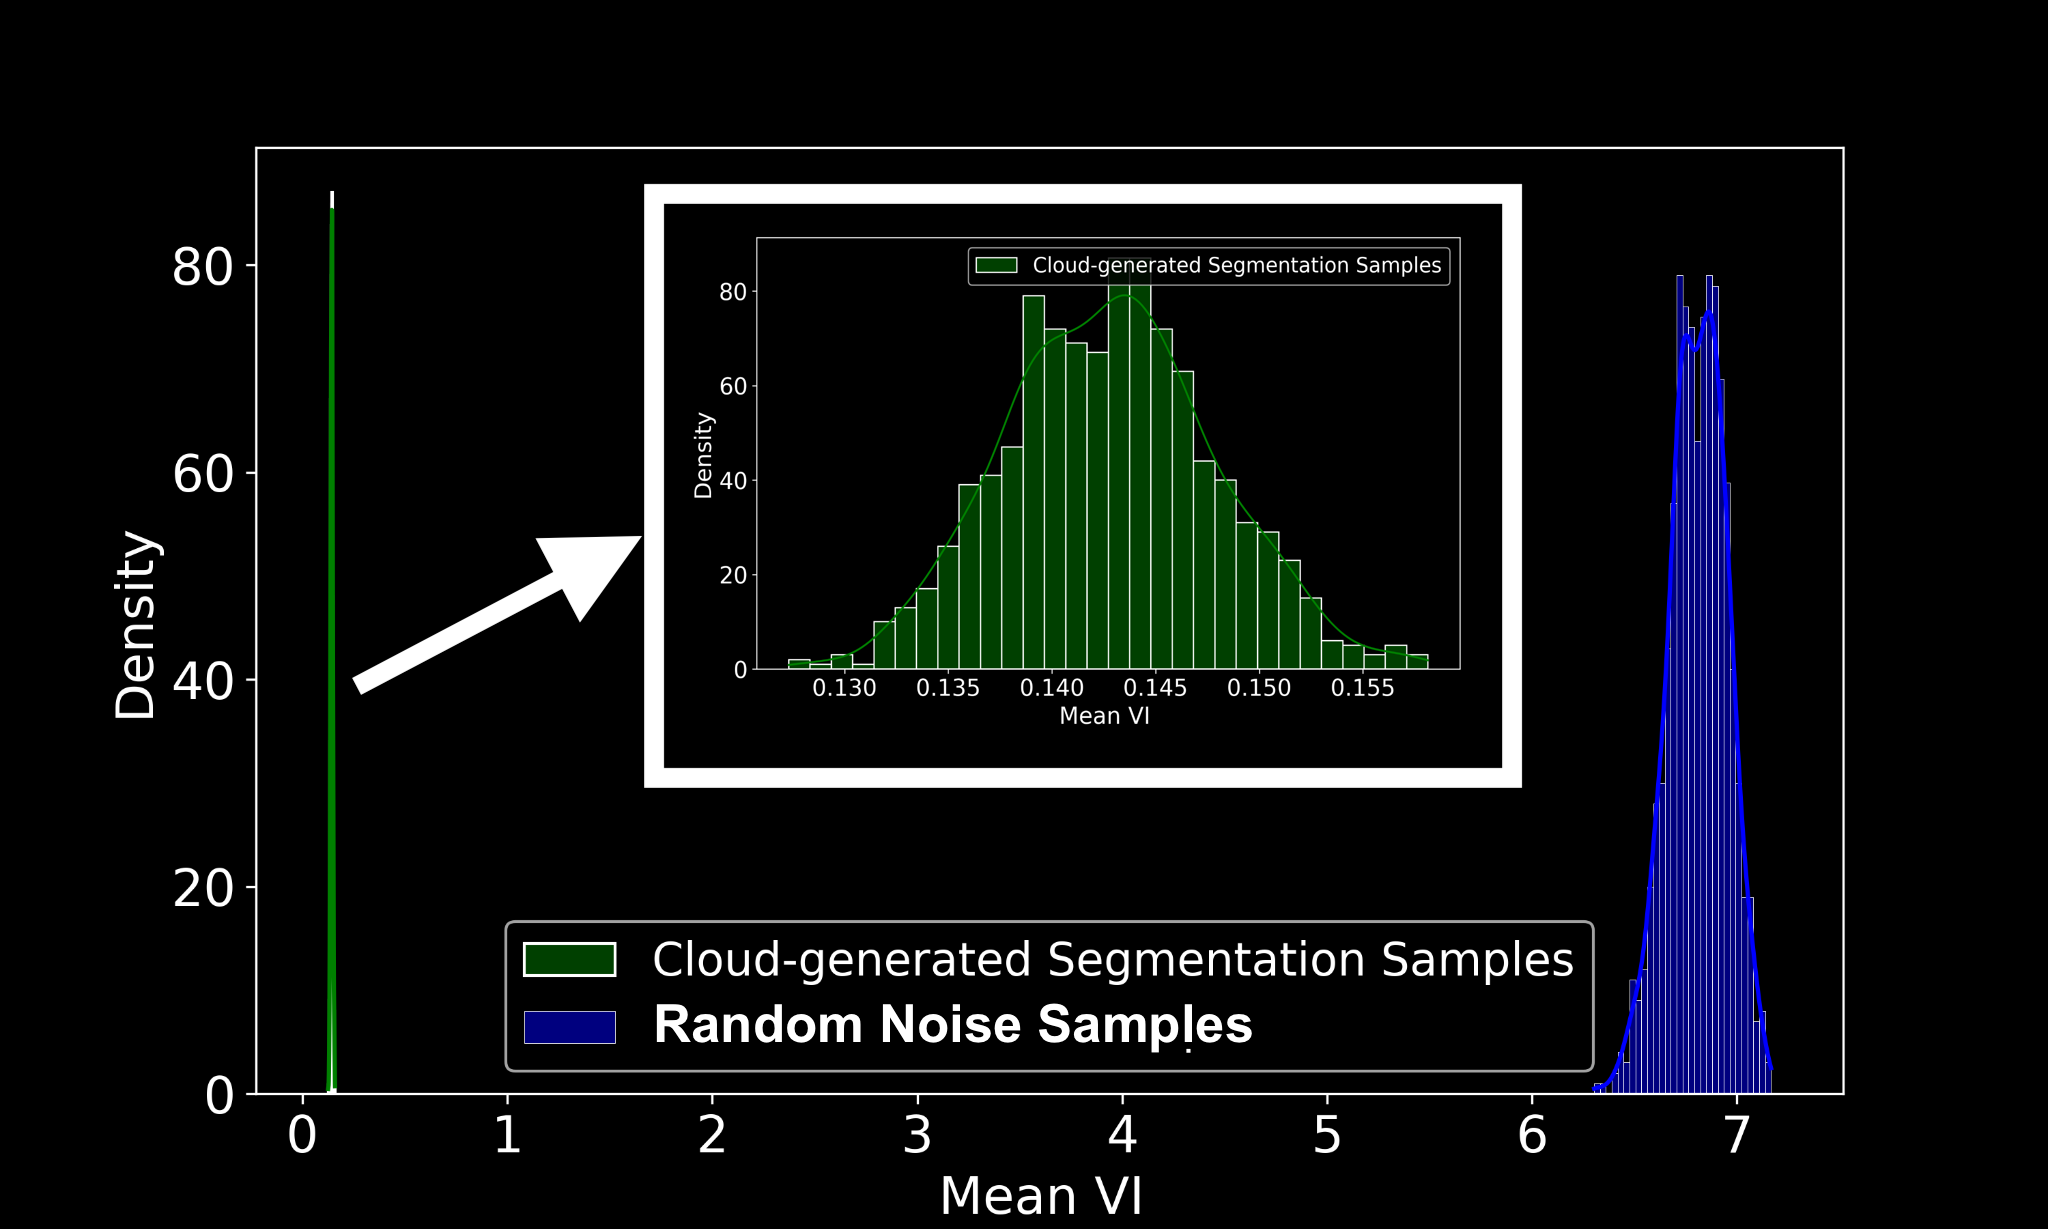 Density
80
60
40
20
0
Cloud-generated Segmentation Samples
Density
80
60
40
20
0
0.130 0.135 0.140 0.145 0.150 0.155
Mean VI
Cloud-generated Segmentation Samples
Random Noise Samples
0 1 2 3 4 5 6 7
Mean VI